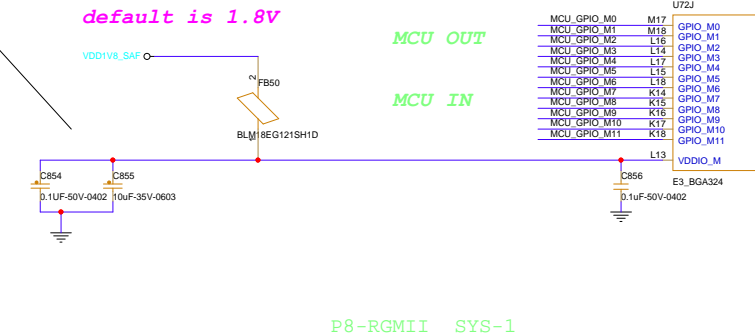 U72J
default is 1.8V
VDD1V8_SAF
MCU OUT
MCU IN
2
FB50
BLM18EG121SH1D
1
MCU_GPIO_M0 M17 GPIO_M0
MCU_GPIO_M1 M18 GPIO_M1
MCU_GPIO_M2 L16 GPIO_M2
MCU_GPIO_M3 L14 GPIO_M3
MCU_GPIO_M4 L17 GPIO_M4
MCU_GPIO_M5 L15 GPIO_M5
MCU_GPIO_M6 L18 GPIO_M6
MCU_GPIO_M7 K14 GPIO_M7
MCU_GPIO_M8 K15 GPIO_M8
MCU_GPIO_M9 K16 GPIO_M9
MCU_GPIO_M10 K17 GPIO_M10
MCU_GPIO_M11 K18 GPIO_M11
L13 VDDIO_M
E3_BGA324
C854
0.1UF-50V-0402
C855
10uF-35V-0603
C856
0.1uF-50V-0402
P8-RGMII SYS-1